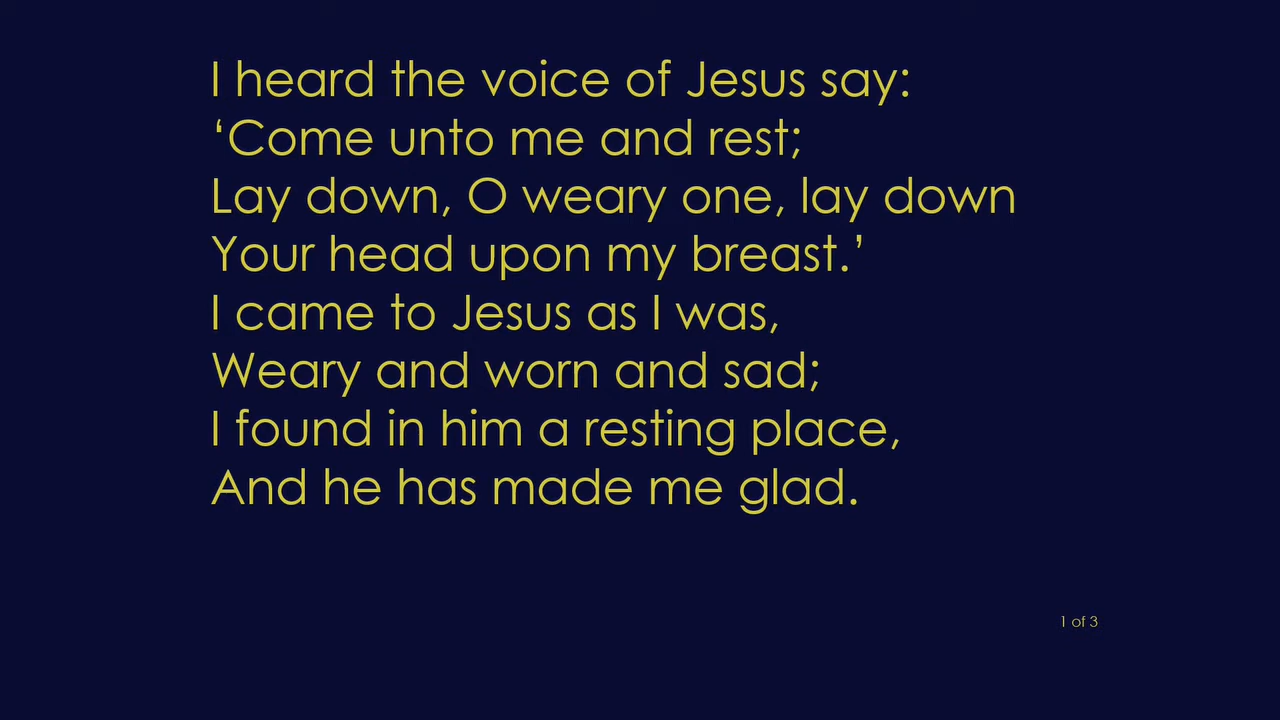 I heard the voice of Jesus say:
‘Come unto me and rest;
Lay down, O weary one, lay down
Your head upon my breast.’
I came to Jesus as I was,
Weary and worn and sad;
I found in him a resting place,
And he has made me glad.
1 of 3